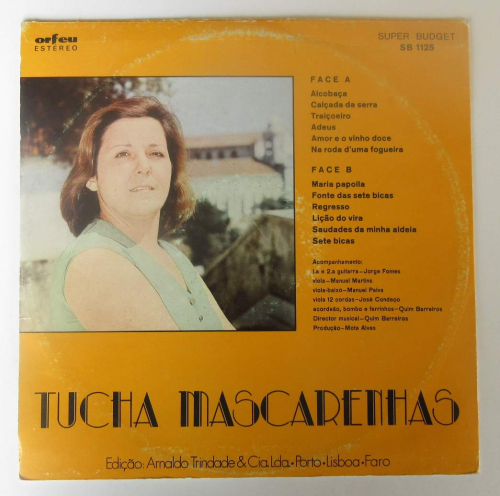 orfeu
ESTÉREO
SUPER BUDGET
SB 1125
FACE A
Alcobaça
Calçada da serra
Traiçoeiro
Adeus
Amor e o vinho doce
Na roda d'uma fogueira
FACE B
Maria papoila
Fonte das sete bicas
Regresso
Lição do vira
Saudades da minha aldeia
Sete bicas
Acompanhamento:
1.a e 2.a guitarra—Jorge Fontes
viola—Manuel Martins
viola-baixo—Manuel Paiva
viola 12 cordas—José Condeço
acordeão, bombo e ferrinhos—Quim Barreiros
Director musical—Quim Barreiros
Produção—Mota Alves
TUCHA MASCARENHAS
Edição: Arnaldo Trindade & Cia.Lda.•Porto•Lisboa•Faro